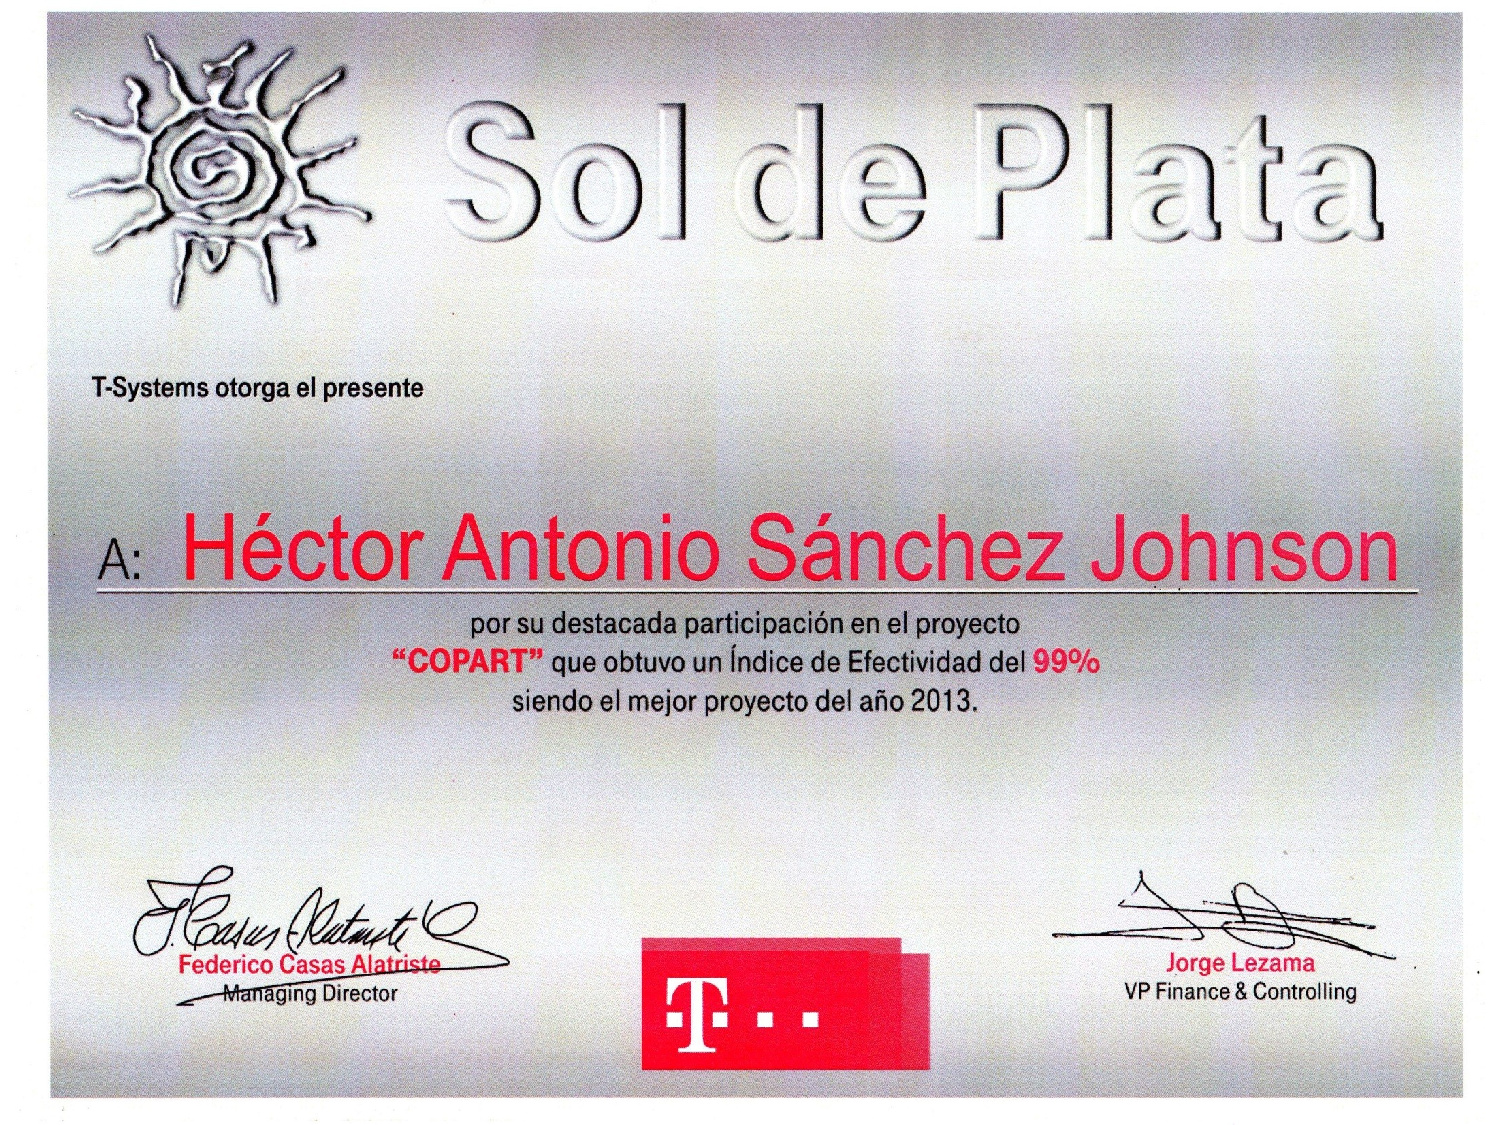 Sol de Plata
T-Systems otorga el presente
A: Héctor Antonio Sánchez Johnson
por su destacada participación en el proyecto
“COPART” que obtuvo un Índice de Efectividad del 99%
siendo el mejor proyecto del año 2013.
F. Casas Alatriste
Federico Casas Alatriste
Managing Director
Jorge Lezama
VP Finance & Controlling
T